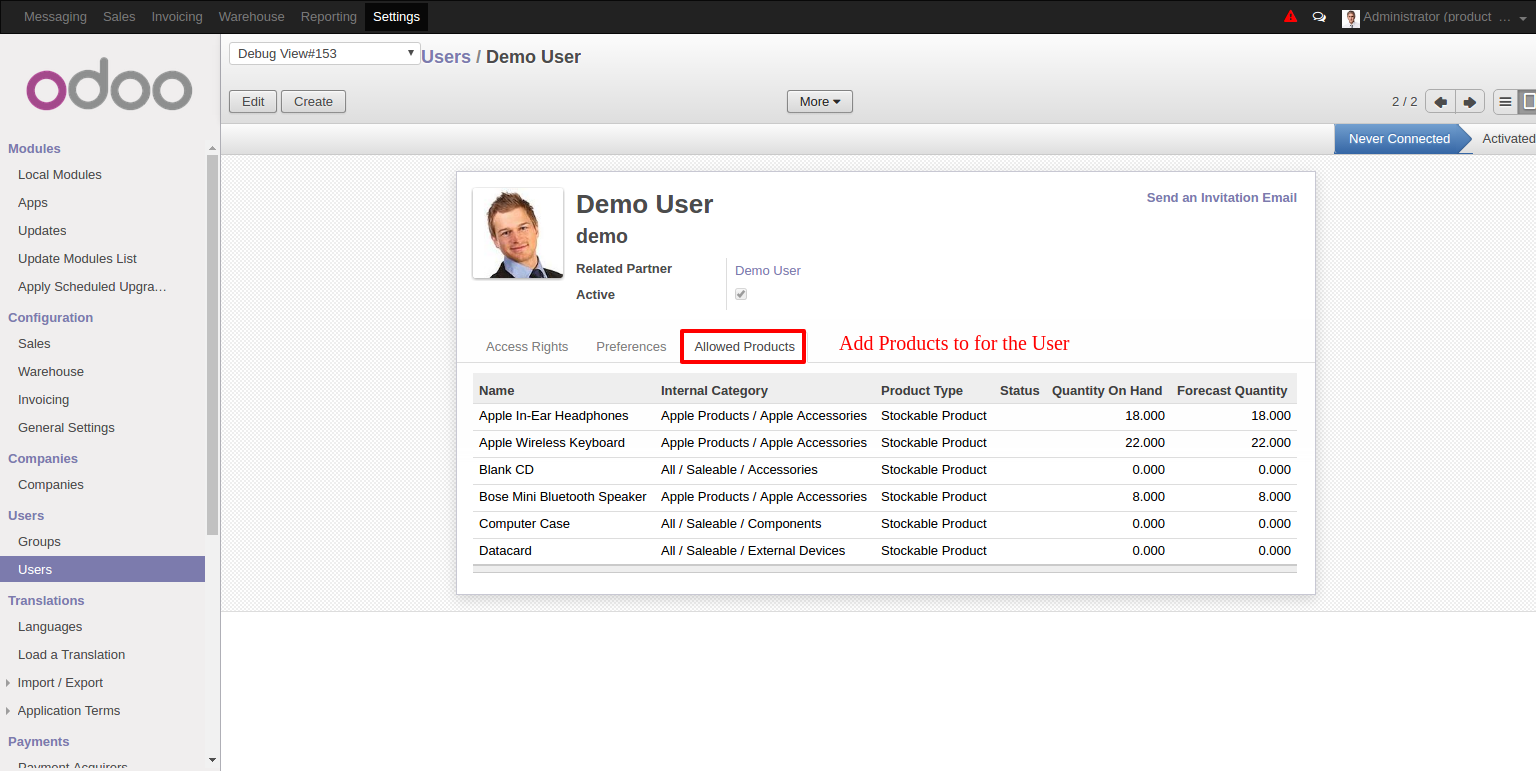 Messaging Sales Invoicing Warehouse Reporting Settings Administrator (product_...
odoo
Debug View#153 Users / Demo User
Edit Create More 2 / 2
Never Connected Activated
Modules
Local Modules
Apps
Updates
Update Modules List
Apply Scheduled Upgra...
Configuration
Sales
Warehouse
Invoicing
General Settings
Companies
Companies
Users
Groups
Users
Translations
Languages
Load a Translation
Import / Export
Application Terms
Payments
Payment Acquirers
Demo User Send an Invitation Email
demo
Related Partner Demo User
Active
Access Rights Preferences Allowed Products Add Products to for the User
Name Internal Category Product Type Status Quantity On Hand Forecast Quantity
Apple In-Ear Headphones Apple Products / Apple Accessories Stockable Product 18.000 18.000
Apple Wireless Keyboard Apple Products / Apple Accessories Stockable Product 22.000 22.000
Blank CD All / Saleable / Accessories Stockable Product 0.000 0.000
Bose Mini Bluetooth Speaker Apple Products / Apple Accessories Stockable Product 8.000 8.000
Computer Case All / Saleable / Components Stockable Product 0.000 0.000
Datacard All / Saleable / External Devices Stockable Product 0.000 0.000